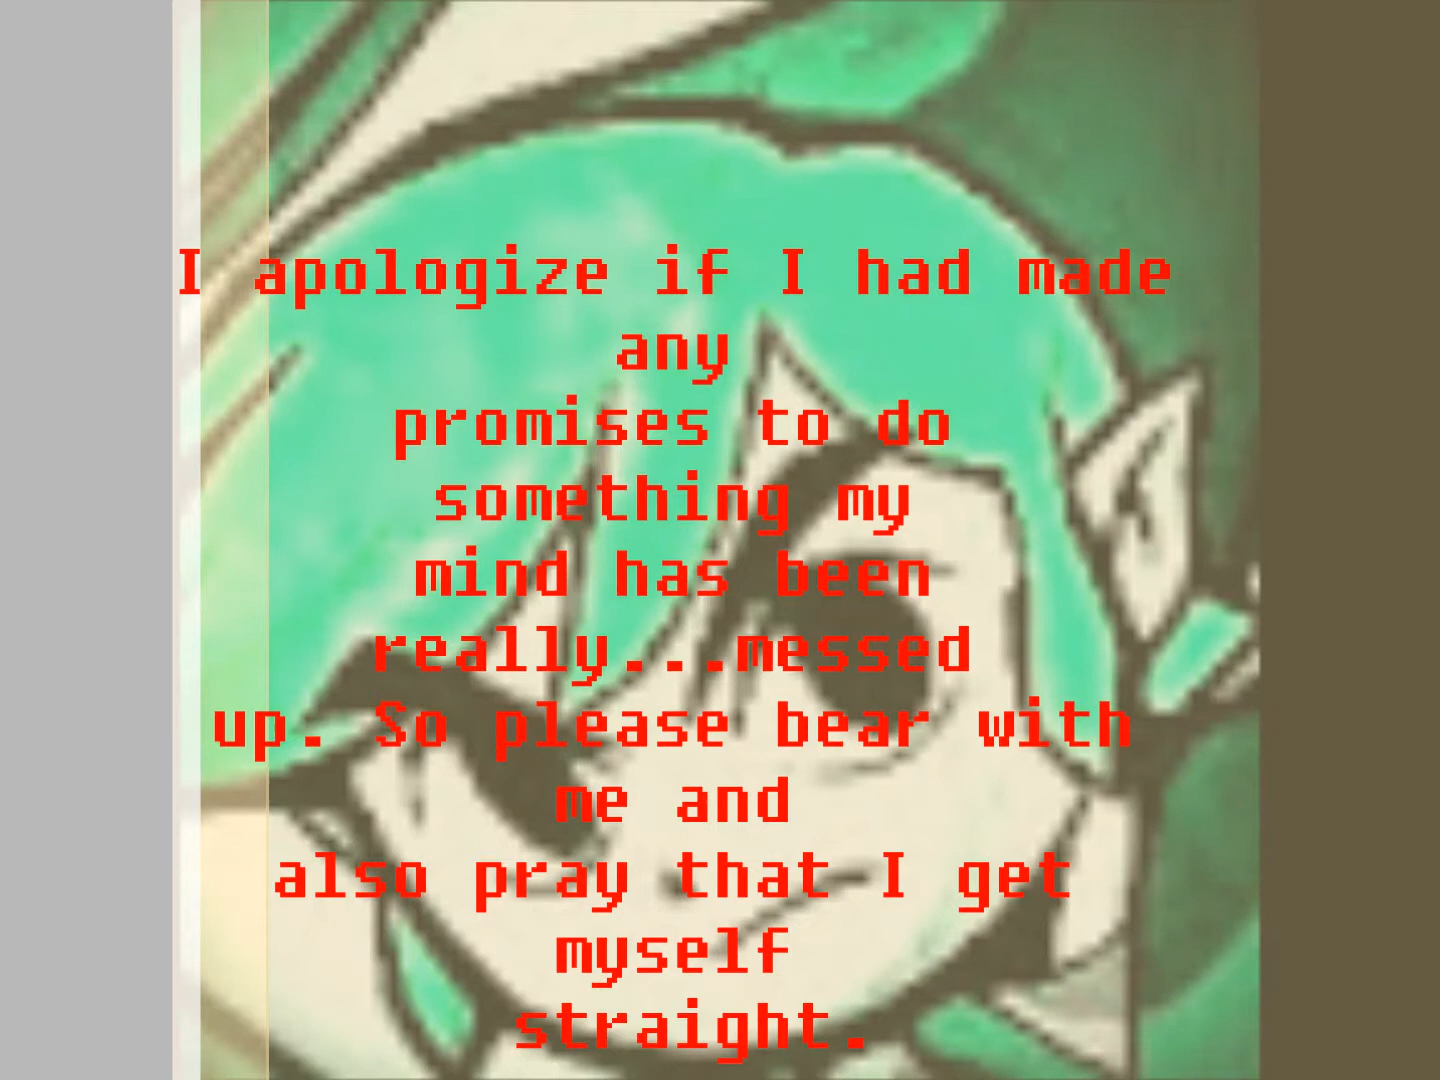 I apologize if I had made
any
promises to do
something my
mind has been
really...messed
up. So please bear with
me and
also pray that I get
myself
straight.